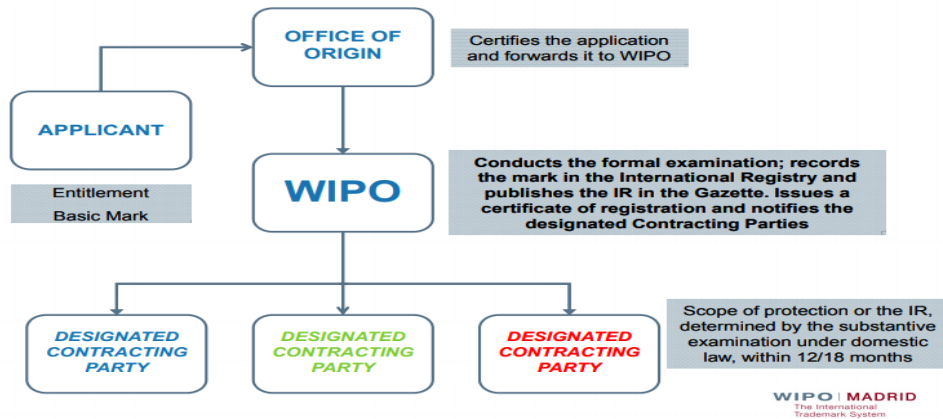 OFFICE OF
ORIGIN
Certifies the application
and forwards it to WIPO
APPLICANT
Entitlement
Basic Mark
WIPO
Conducts the formal examination; records
the mark in the International Registry and
publishes the IR in the Gazette. Issues a
certificate of registration and notifies the
designated Contracting Parties
DESIGNATED
CONTRACTING
PARTY
DESIGNATED
CONTRACTING
PARTY
DESIGNATED
CONTRACTING
PARTY
Scope of protection or the IR,
determined by the substantive
examination under domestic
law, within 12/18 months
WIPO | MADRID
The International
Trademark System